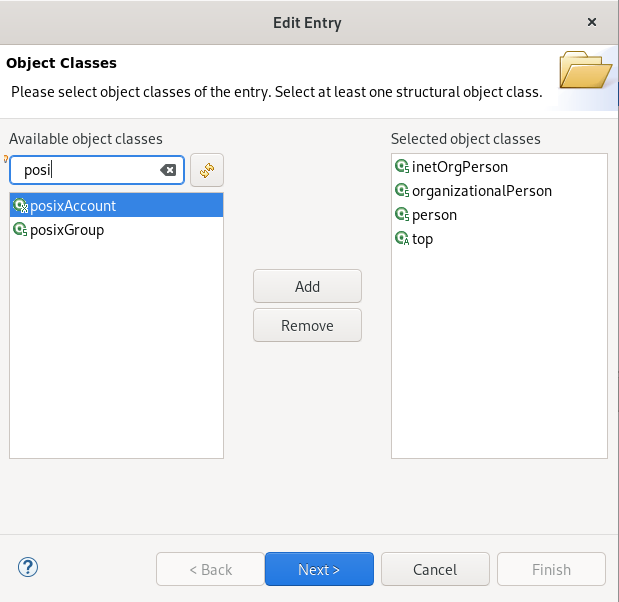 Edit Entry
Object Classes
Please select object classes of the entry. Select at least one structural object class.
Available object classes
posi
posixAccount
posixGroup
Add
Remove
Selected object classes
inetOrgPerson
organizationalPerson
person
top
?
< Back
Next >
Cancel
Finish